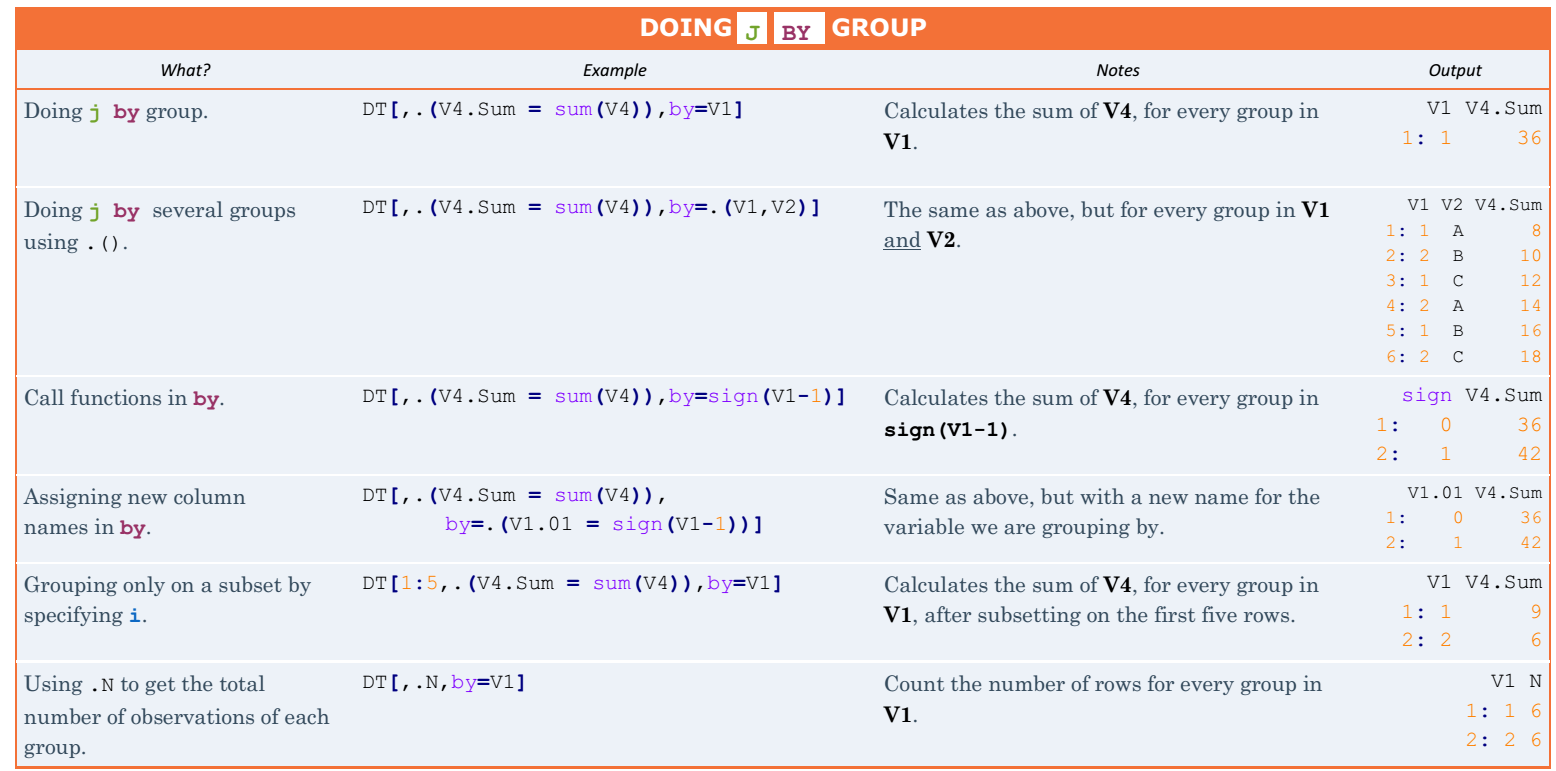 DOING J BY GROUP
What? Example Notes Output
Doing j by group.
DT[,.(V4.Sum = sum(V4)),by=V1]
Calculates the sum of V4, for every group in
V1.
V1 V4.Sum
1: 1 36
Doing j by several groups
using .().
DT[,.(V4.Sum = sum(V4)),by=.(V1,V2)]
The same as above, but for every group in V1
and V2.
V1 V2 V4.Sum
1: 1 A 8
2: 2 B 10
3: 1 C 12
4: 2 A 14
5: 1 B 16
6: 2 C 18
Call functions in by.
DT[,.(V4.Sum = sum(V4)),by=sign(V1-1)]
Calculates the sum of V4, for every group in
sign(V1-1).
sign V4.Sum
1: 0 36
2: 1 42
Assigning new column
names in by.
DT[,.(V4.Sum = sum(V4)),
by=.(V1.01 = sign(V1-1))]
Same as above, but with a new name for the
variable we are grouping by.
V1.01 V4.Sum
1: 0 36
2: 1 42
Grouping only on a subset by
specifying i.
DT[1:5,.(V4.Sum = sum(V4)),by=V1]
Calculates the sum of V4, for every group in
V1, after subsetting on the first five rows.
V1 V4.Sum
1: 1 9
2: 2 6
Using .N to get the total
number of observations of each
group.
DT[,.N,by=V1]
Count the number of rows for every group in
V1.
V1 N
1: 1 6
2: 2 6